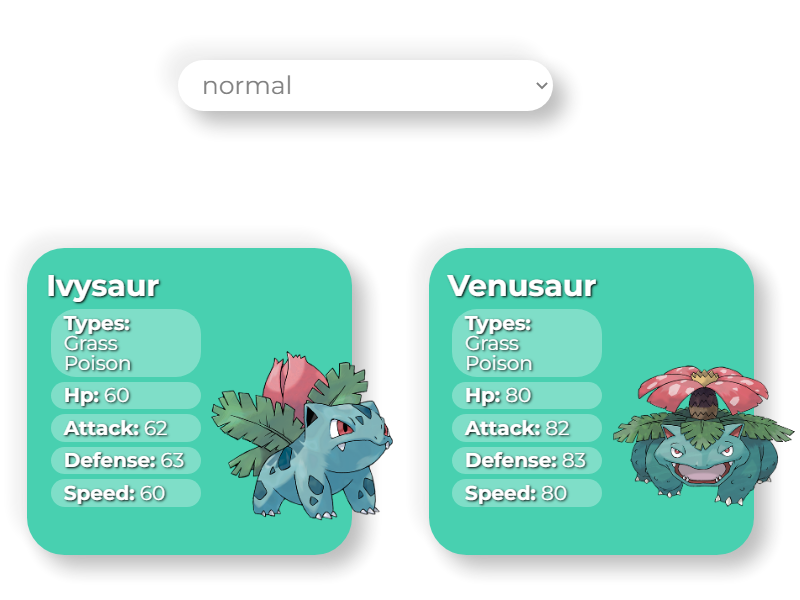 normal
Ivysaur
Types:
Grass
Poison
Hp: 60
Attack: 62
Defense: 63
Speed: 60
Venusaur
Types:
Grass
Poison
Hp: 80
Attack: 82
Defense: 83
Speed: 80